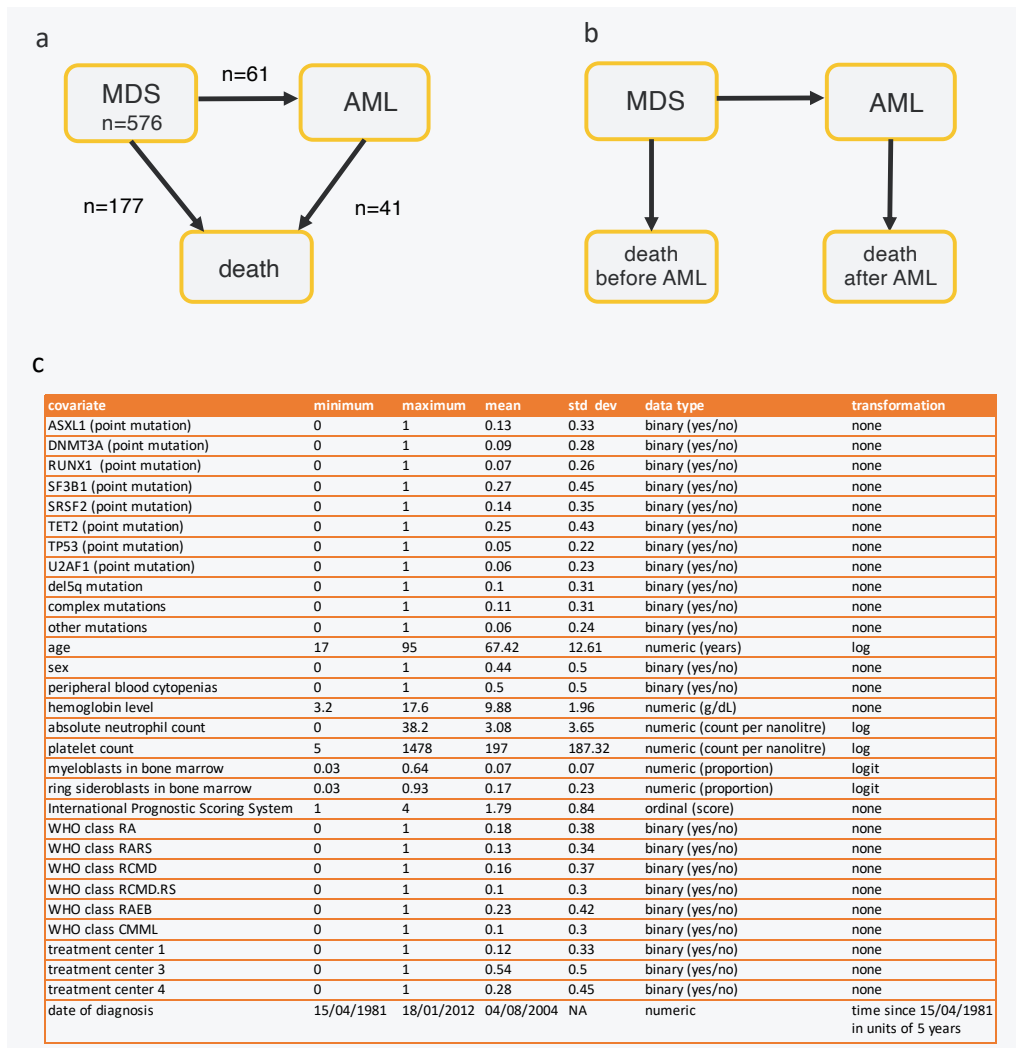 a
MDS
n=576
n=61
AML
n=177
n=41
death
b
MDS
AML
death
before AML
death
after AML
c
covariate minimum maximum mean std dev data type transformation
ASXL1 (point mutation) 0 1 0.13 0.33 binary (yes/no) none
DNMT3A (point mutation) 0 1 0.09 0.28 binary (yes/no) none
RUNX1 (point mutation) 0 1 0.07 0.26 binary (yes/no) none
SF3B1 (point mutation) 0 1 0.27 0.45 binary (yes/no) none
SRSF2 (point mutation) 0 1 0.14 0.35 binary (yes/no) none
TET2 (point mutation) 0 1 0.25 0.43 binary (yes/no) none
TP53 (point mutation) 0 1 0.05 0.22 binary (yes/no) none
U2AF1 (point mutation) 0 1 0.06 0.23 binary (yes/no) none
del5q mutation 0 1 0.1 0.31 binary (yes/no) none
complex mutations 0 1 0.11 0.31 binary (yes/no) none
other mutations 0 1 0.06 0.24 binary (yes/no) none
age 17 95 67.42 12.61 numeric (years) log
sex 0 1 0.44 0.5 binary (yes/no) none
peripheral blood cytopenias 0 1 0.5 0.5 binary (yes/no) none
hemoglobin level 3.2 17.6 9.88 1.96 numeric (g/dL) none
absolute neutrophil count 0 38.2 3.08 3.65 numeric (count per nanolitre) log
platelet count 5 1478 197 187.32 numeric (count per nanolitre) log
myeloblasts in bone marrow 0.03 0.64 0.07 0.07 numeric (proportion) logit
ring sideroblasts in bone marrow 0.03 0.93 0.17 0.23 numeric (proportion) logit
International Prognostic Scoring System 1 4 1.79 0.84 ordinal (score) none
WHO class RA 0 1 0.18 0.38 binary (yes/no) none
WHO class RARS 0 1 0.13 0.34 binary (yes/no) none
WHO class RCMD 0 1 0.16 0.37 binary (yes/no) none
WHO class RCMD.RS 0 1 0.1 0.3 binary (yes/no) none
WHO class RAEB 0 1 0.23 0.42 binary (yes/no) none
WHO class CMML 0 1 0.1 0.3 binary (yes/no) none
treatment center 1 0 1 0.12 0.33 binary (yes/no) none
treatment center 3 0 1 0.54 0.5 binary (yes/no) none
treatment center 4 0 1 0.28 0.45 binary (yes/no) none
date of diagnosis 15/04/1981 18/01/2012 04/08/2004 NA numeric time since 15/04/1981
in units of 5 years